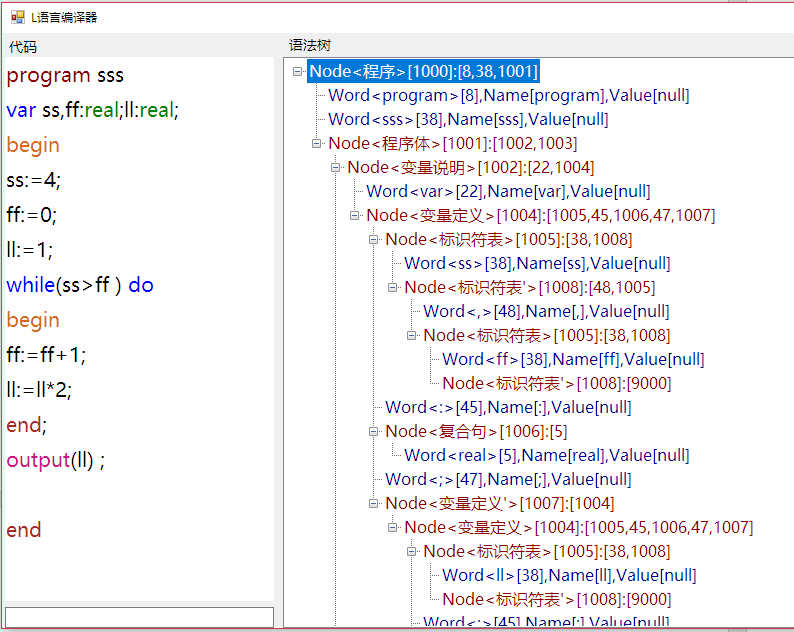 L语言编译器
代码
program sss
var ss,ff:real;ll:real;
begin
ss:=4;
ff:=0;
ll:=1;
while(ss>ff ) do
begin
ff:=ff+1;
ll:=ll*2;
end;
output(ll) ;
end
语法树
Node<程序>[1000]:[8,38,1001]
Word<program>[8],Name[program],Value[null]
Word<sss>[38],Name[sss],Value[null]
Node<程序体>[1001]:[1002,1003]
Node<变量说明>[1002]:[22,1004]
Word<var>[22],Name[var],Value[null]
Node<变量定义>[1004]:[1005,45,1006,47,1007]
Node<标识符表>[1005]:[38,1008]
Word<ss>[38],Name[ss],Value[null]
Node<标识符表'>[1008]:[48,1005]
Word<,>[48],Name[,],Value[null]
Node<标识符表>[1005]:[38,1008]
Word<ff>[38],Name[ff],Value[null]
Node<标识符表'>[1008]:[9000]
Word<:>[45],Name[:],Value[null]
Node<复合句>[1006]:[5]
Word<real>[5],Name[real],Value[null]
Word<;>[47],Name[;],Value[null]
Node<变量定义'>[1007]:[1004]
Node<变量定义>[1004]:[1005,45,1006,47,1007]
Node<标识符表>[1005]:[38,1008]
Word<ll>[38],Name[ll],Value[null]
Node<标识符表'>[1008]:[9000]
Word<:>[45],Name[:],Value[null]